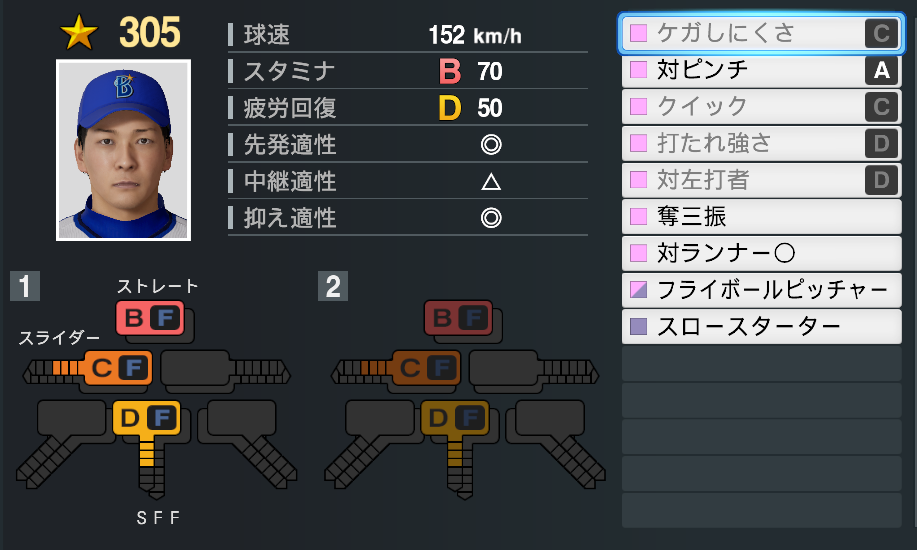 ★ 305
球速 152 km/h
スタミナ B 70
疲労回復 D 50
先発適性 ◎
中継適性 △
抑え適性 ◎
ケガしにくさ C
対ピンチ A
クイック C
打たれ強さ D
対左打者 D
奪三振
対ランナー〇
フライボールピッチャー
スロースターター
B
1
ストレート
B F
スライダー
C F
D F
SFF
2
B F
C F
D F